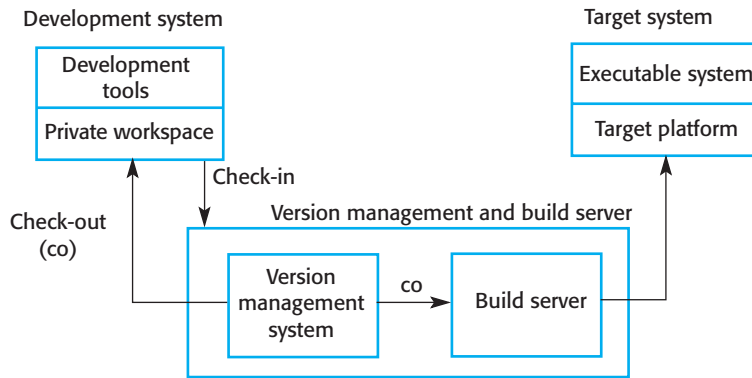 Development system
Target system
Development
tools
Private workspace
Executable system
Target platform
Check-in
Check-out
(co)
Version management and build server
Version
management
system
co
Build server